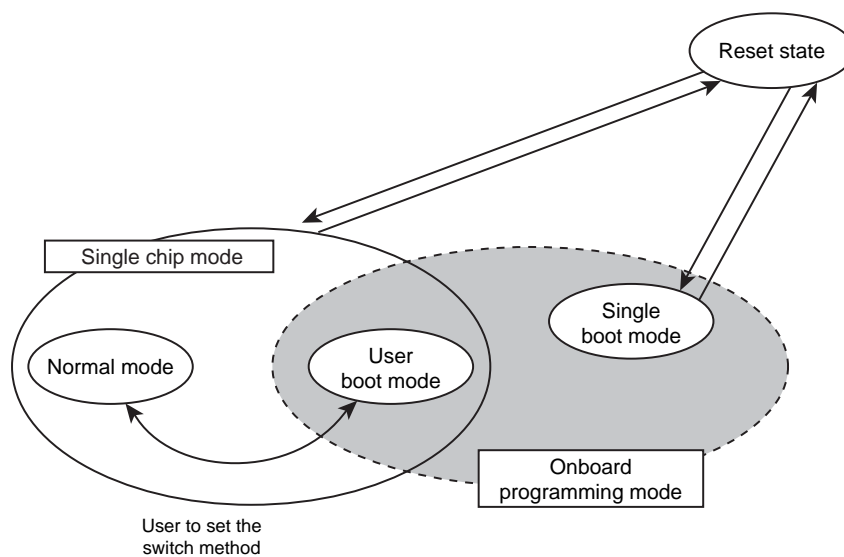 Reset state
Single chip mode
Single
boot mode
Normal mode
User
boot mode
Onboard
programming mode
User to set the
switch method